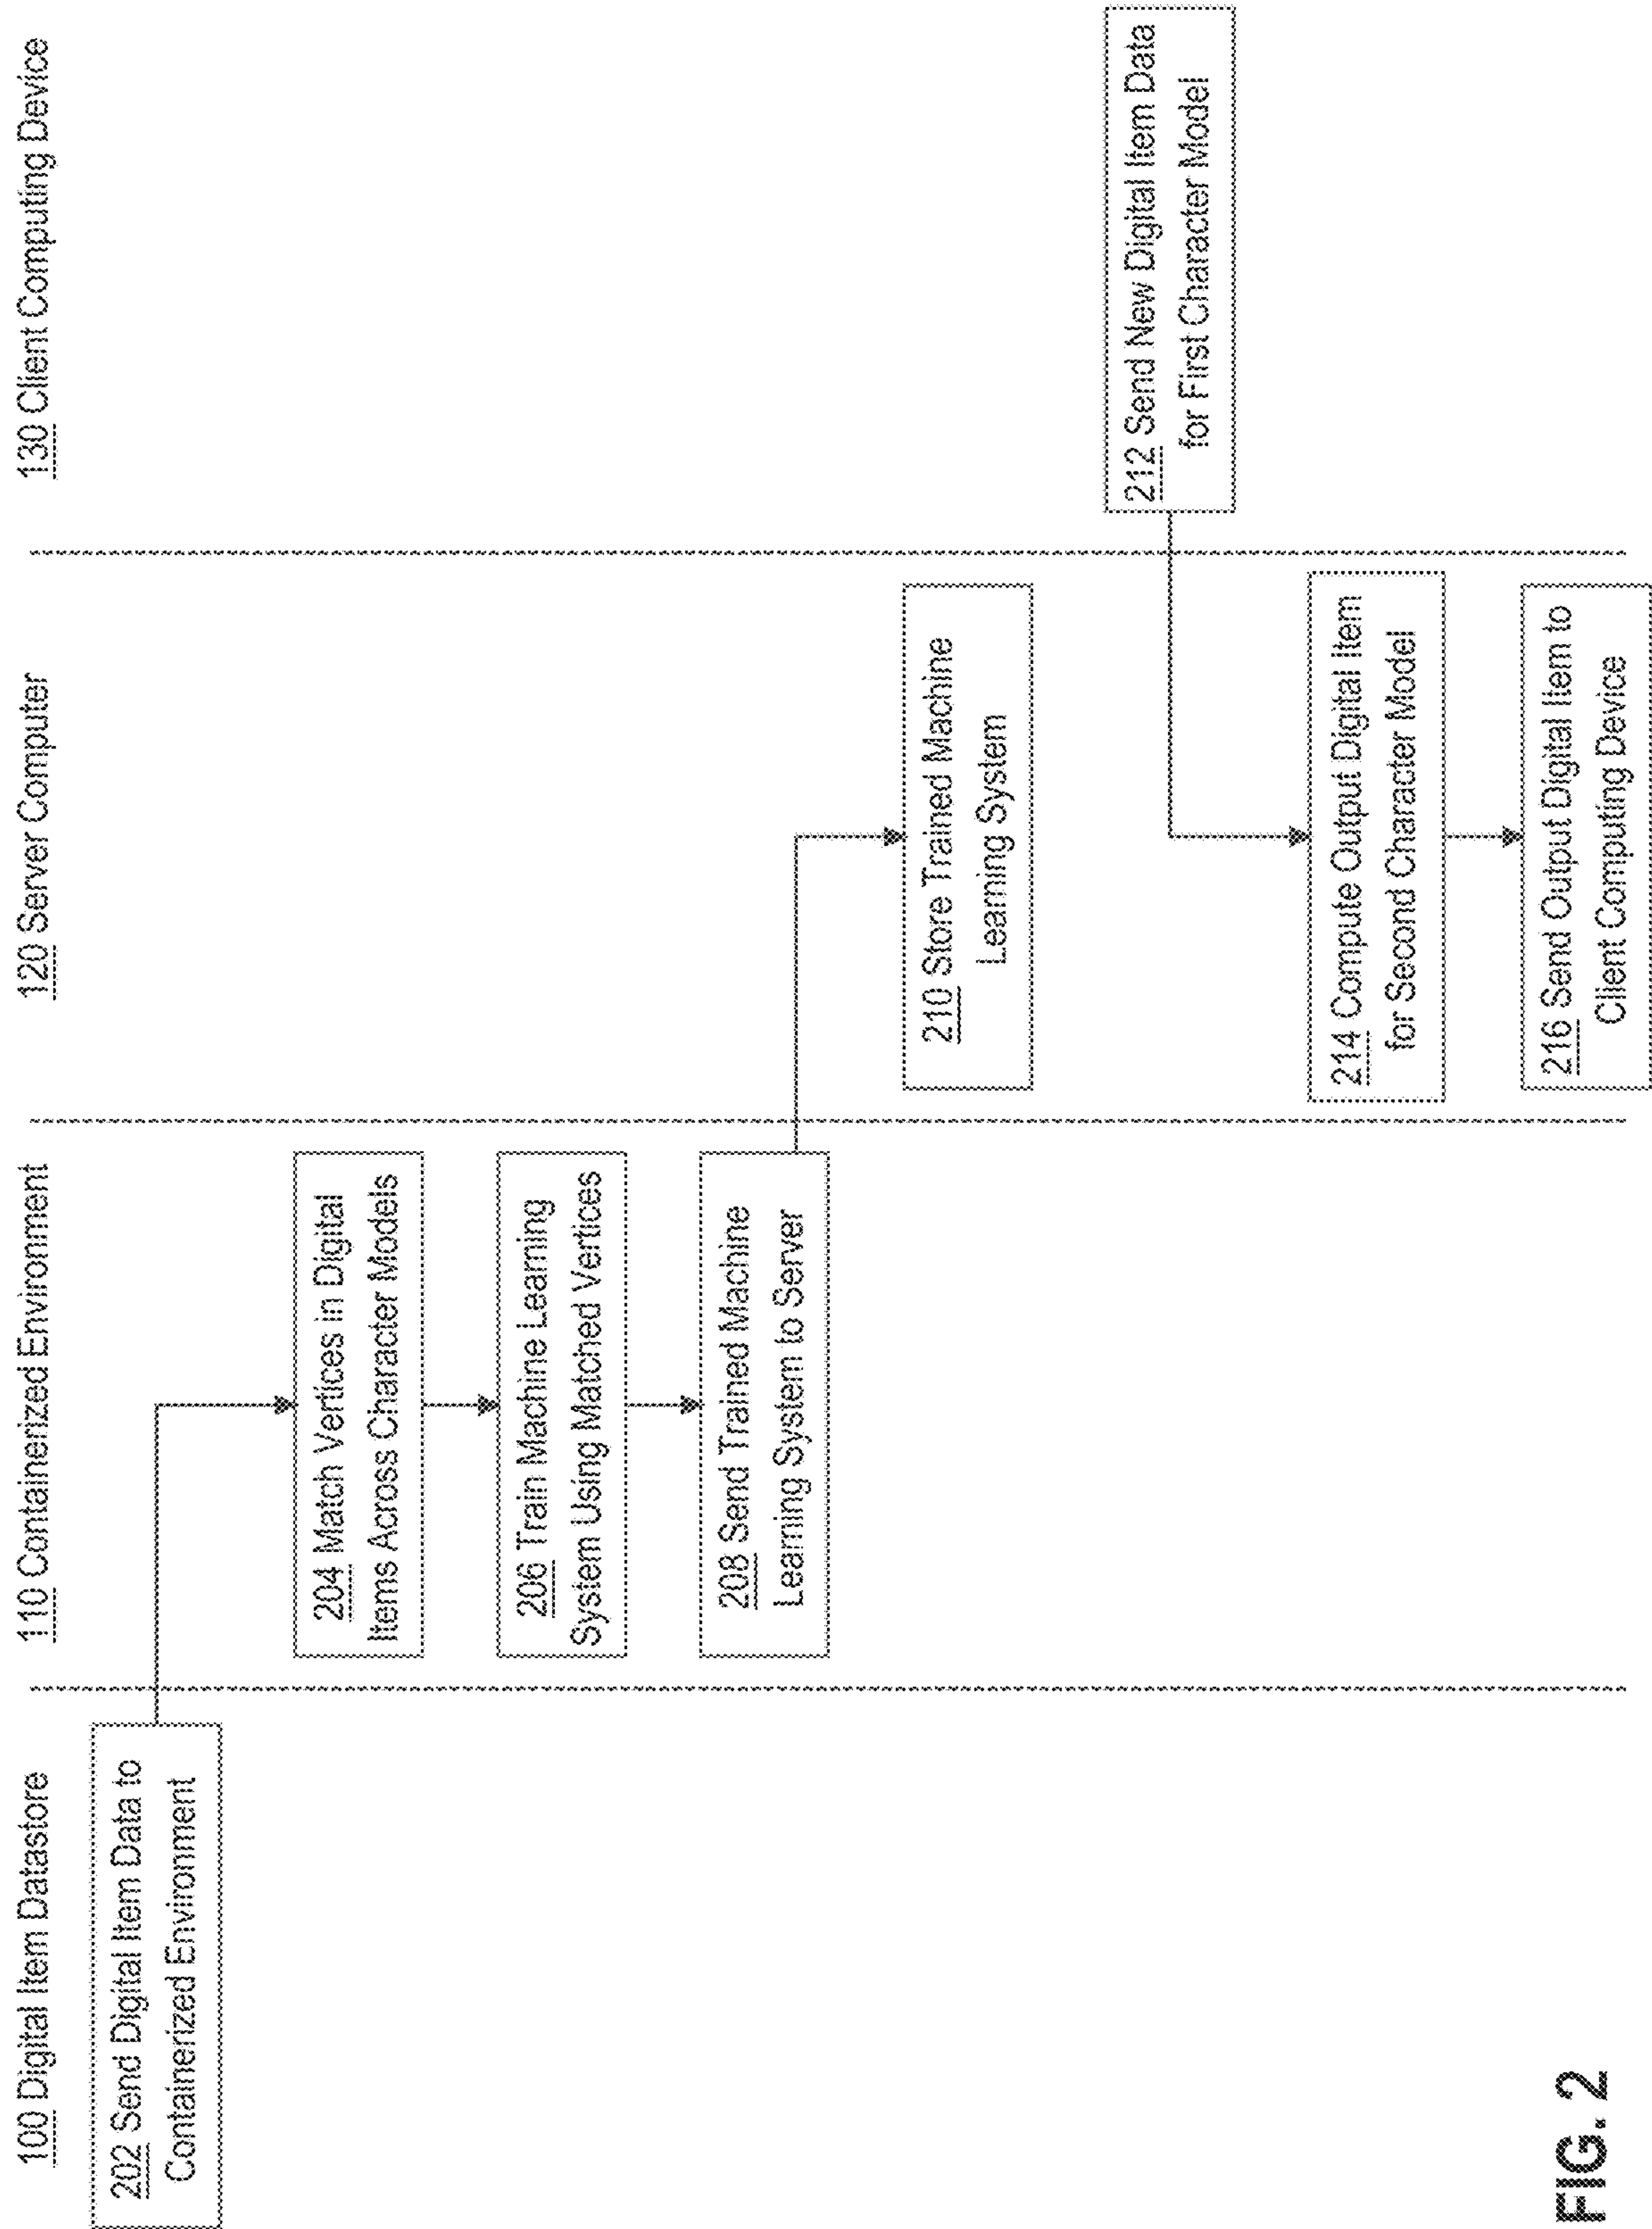 100 Digital Item Datastore
110 Containerized Environment
120 Server Computer
130 Client Computing Device
202 Send Digital Item Data to
Containerized Environment
204 Match Vertices in Digital
Items Across Character Models
206 Train Machine Learning
System Using Matched Vertices
208 Send Trained Machine
Learning System to Server
210 Store Trained Machine
Learning System
212 Send New Digital Item Data
for First Character Model
214 Compute Output Digital Item
for Second Character Model
216 Send Output Digital Item to
Client Computing Device
FIG. 2